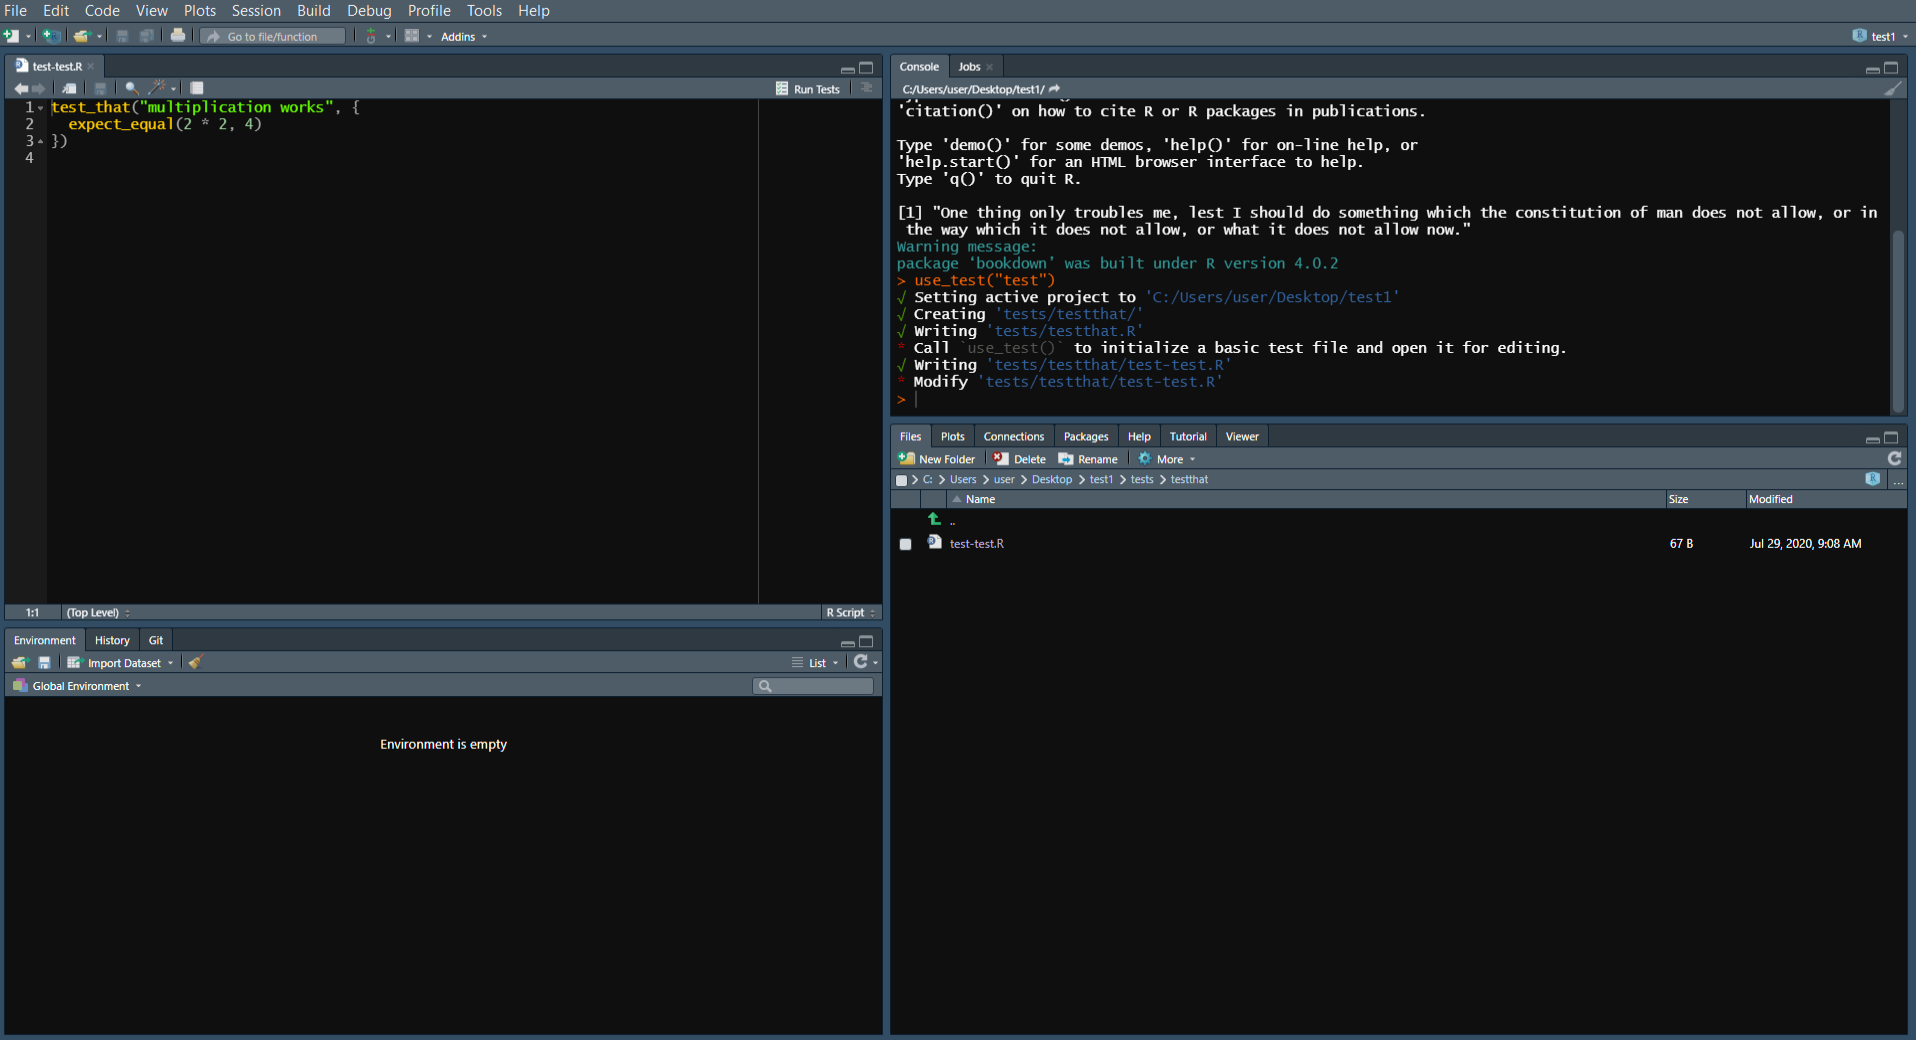 File Edit Code View Plots Session Build Debug Profile Tools Help
Go to file/function Addins test1
test-test.R
Run Tests
1 test_that("multiplication works", {
2 expect_equal(2 * 2, 4)
3 })
4
1:1 (Top Level) R Script
Environment History Git
Import Dataset List
Global Environment
Environment is empty
Console Jobs
C:/Users/user/Desktop/test1/
'citation()' on how to cite R or R packages in publications.
Type 'demo()' for some demos, 'help()' for on-line help, or
'help.start()' for an HTML browser interface to help.
Type 'q()' to quit R.
[1] "One thing only troubles me, lest I should do something which the constitution of man does not allow, or in
the way which it does not allow, or what it does not allow now."
Warning message:
package ‘bookdown’ was built under R version 4.0.2
> use_test("test")
√ Setting active project to 'C:/Users/user/Desktop/test1'
√ Creating 'tests/testthat/'
√ Writing 'tests/testthat.R'
* Call `use_test()` to initialize a basic test file and open it for editing.
√ Writing 'tests/testthat/test-test.R'
* Modify 'tests/testthat/test-test.R'
>
Files Plots Connections Packages Help Tutorial Viewer
New Folder Delete Rename More
C: > Users > user > Desktop > test1 > tests > testthat
...
Name Size Modified
..
test-test.R 67 B Jul 29, 2020, 9:08 AM